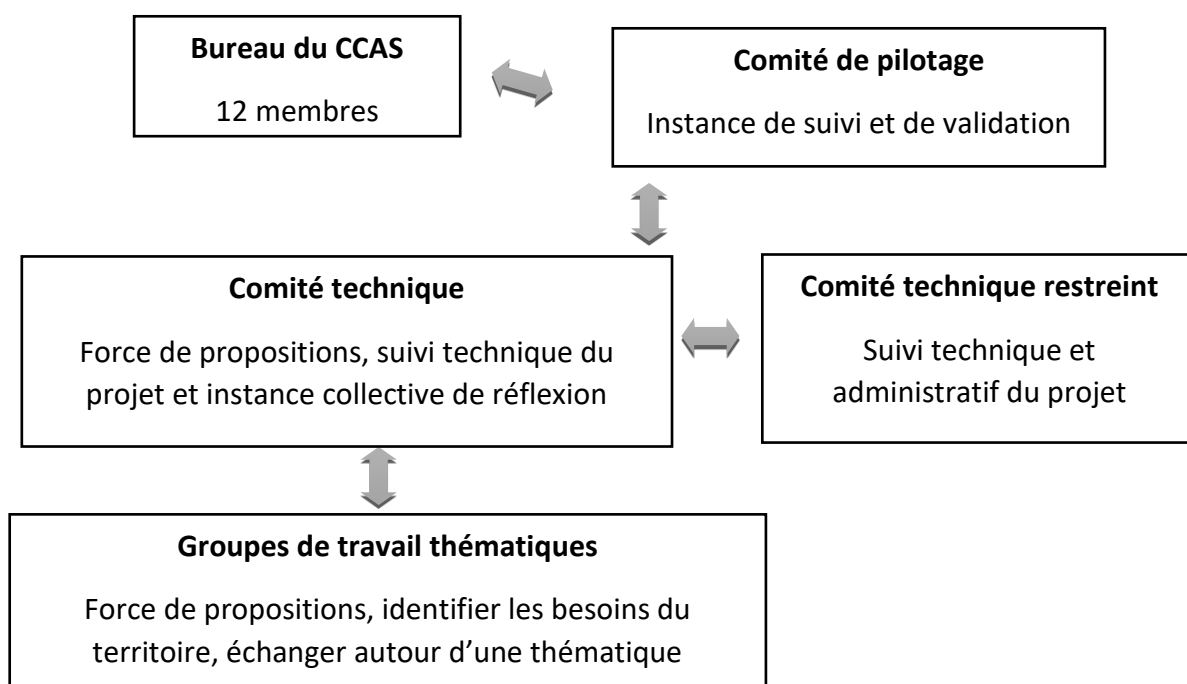 Bureau du CCAS
12 membres
Comité de pilotage
Instance de suivi et de validation
Comité technique
Force de propositions, suivi technique du
projet et instance collective de réflexion
Comité technique restreint
Suivi technique et
administratif du projet
Groupes de travail thématiques
Force de propositions, identifier les besoins du
territoire, échanger autour d’une thématique